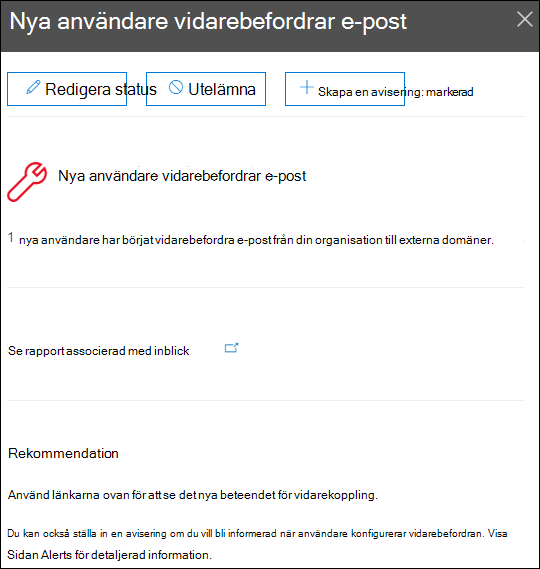 Nya användare vidarebefordrar e-post
Redigera status
Utelämna
Skapa en avisering: markerad
Nya användare vidarebefordrar e-post
1 nya användare har börjat vidarebefordra e-post från din organisation till externa domäner.
Se rapport associerad med inblick
Rekommendation
Använd länkarna ovan för att se det nya beteendet för vidarekoppling.
Du kan också ställa in en avisering om du vill bli informerad när användare konfigurerar vidarebefordran. Visa
Sidan Alerts för detaljerad information.